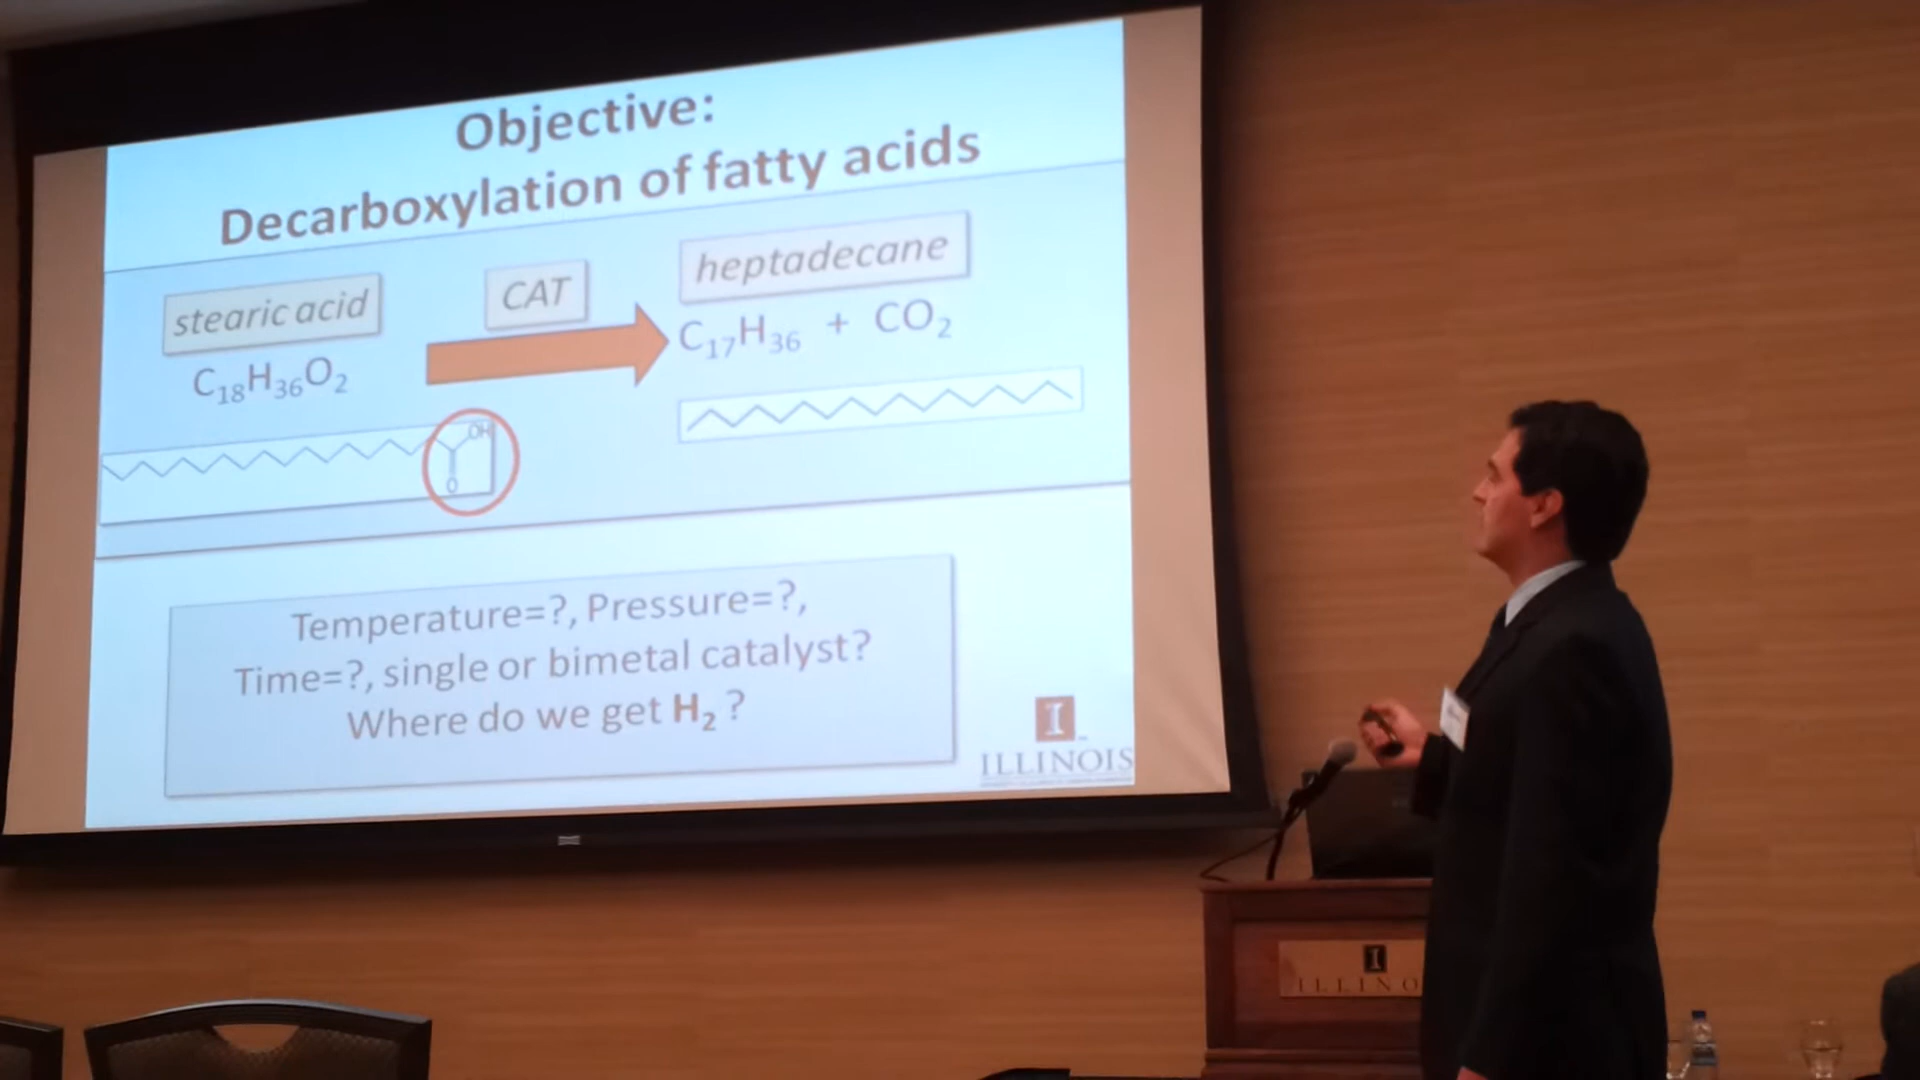 Objective:
Decarboxylation of fatty acids
stearic acid
CAT
heptadecane
C₁₈H₃₆O₂
C₁₇H₃₆ + CO₂
OH
O
Temperature=?, Pressure=?,
Time=?, single or bimetal catalyst?
Where do we get H₂ ?
I
ILLINOIS
I
ILLINO